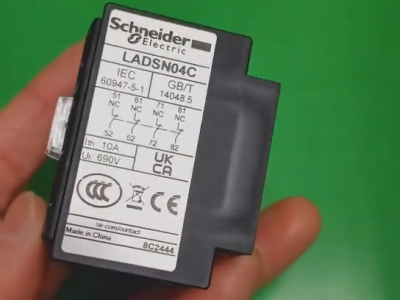 Schneider
Electric
LADSN04C
IEC
60947-5-1
GB/T
14048.5
51 61 71 81
NC NC NC NC
52 62 72 82
Ith 10A
Ui 690V
UK
CA
CCC
CE
se.com/contact
Made in China
8C2444